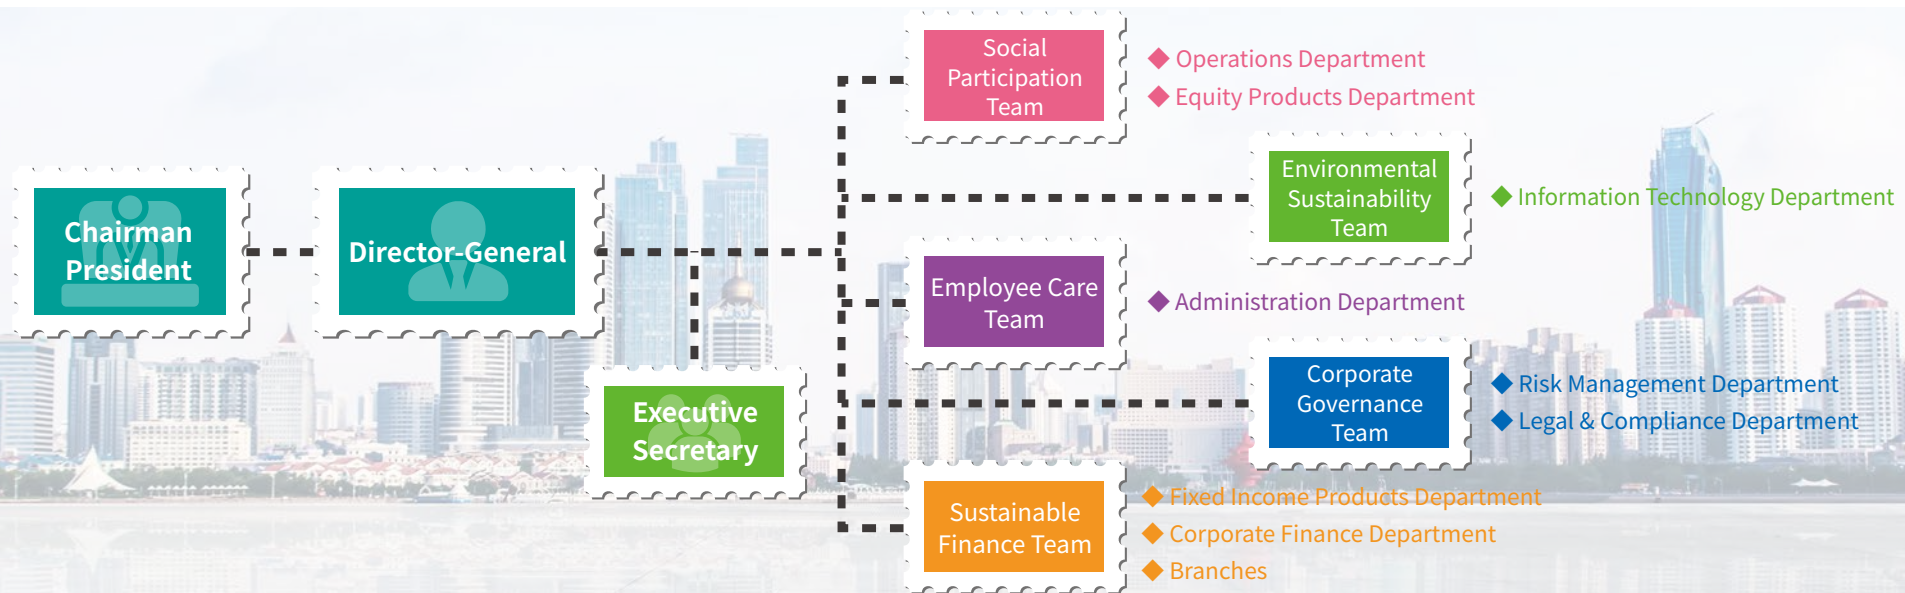 Chairman
President
Director-General
Executive
Secretary
Social
Participation
Team
◆ Operations Department
◆ Equity Products Department
Environmental
Sustainability
Team
◆ Information Technology Department
Employee Care
Team
◆ Administration Department
Corporate
Governance
Team
◆ Risk Management Department
◆ Legal & Compliance Department
Sustainable
Finance Team
◆ Fixed Income Products Department
◆ Corporate Finance Department
◆ Branches